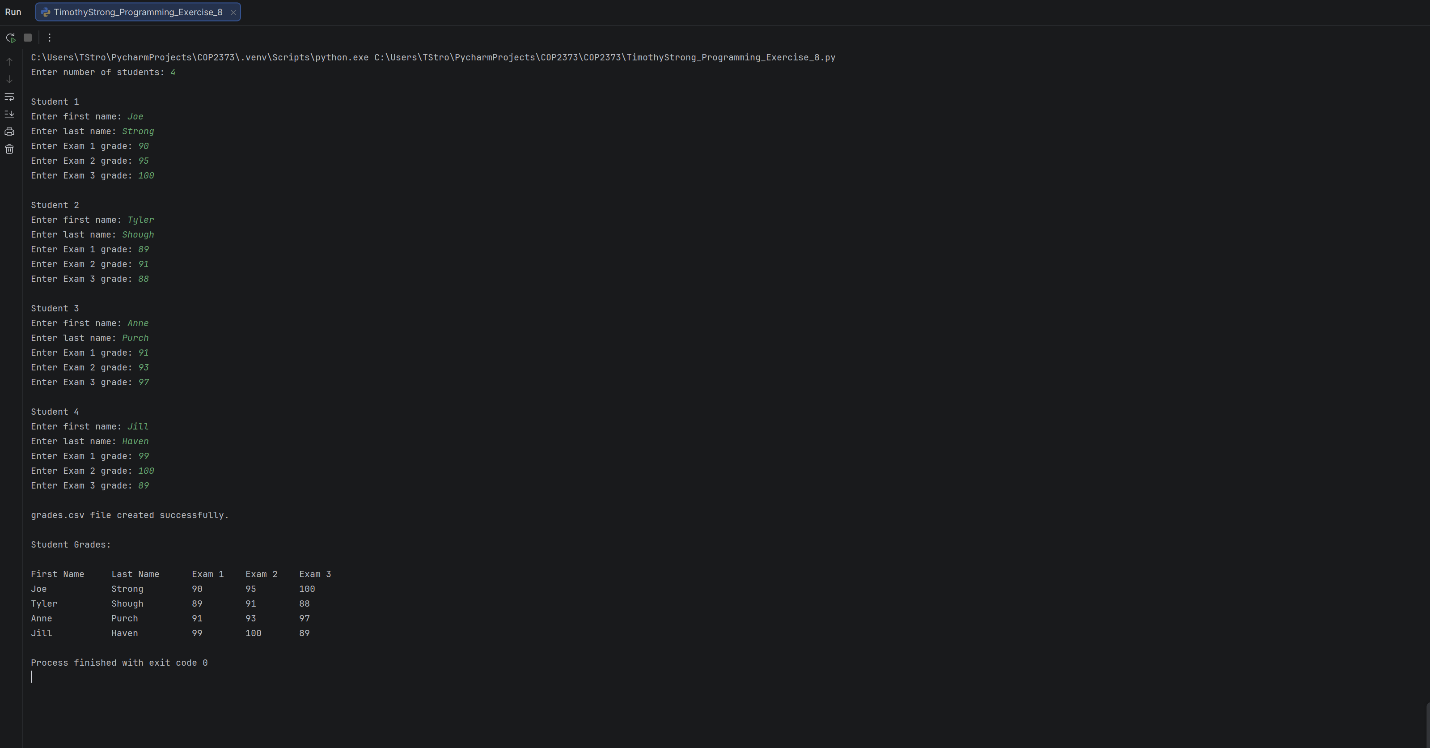 Run TimothyStrong_Programming_Exercise_8
C:\Users\TStro\PycharmProjects\COP2373\.venv\Scripts\python.exe C:\Users\TStro\PycharmProjects\COP2373\COP2373\TimothyStrong_Programming_Exercise_8.py
Enter number of students: 4
Student 1
Enter first name: Joe
Enter last name: Strong
Enter Exam 1 grade: 90
Enter Exam 2 grade: 95
Enter Exam 3 grade: 100
Student 2
Enter first name: Tyler
Enter last name: Shough
Enter Exam 1 grade: 89
Enter Exam 2 grade: 91
Enter Exam 3 grade: 88
Student 3
Enter first name: Anne
Enter last name: Purch
Enter Exam 1 grade: 91
Enter Exam 2 grade: 93
Enter Exam 3 grade: 97
Student 4
Enter first name: Jill
Enter last name: Haven
Enter Exam 1 grade: 99
Enter Exam 2 grade: 100
Enter Exam 3 grade: 89
grades.csv file created successfully.
Student Grades:
First Name Last Name Exam 1 Exam 2 Exam 3
Joe Strong 90 95 100
Tyler Shough 89 91 88
Anne Purch 91 93 97
Jill Haven 99 100 89
Process finished with exit code 0